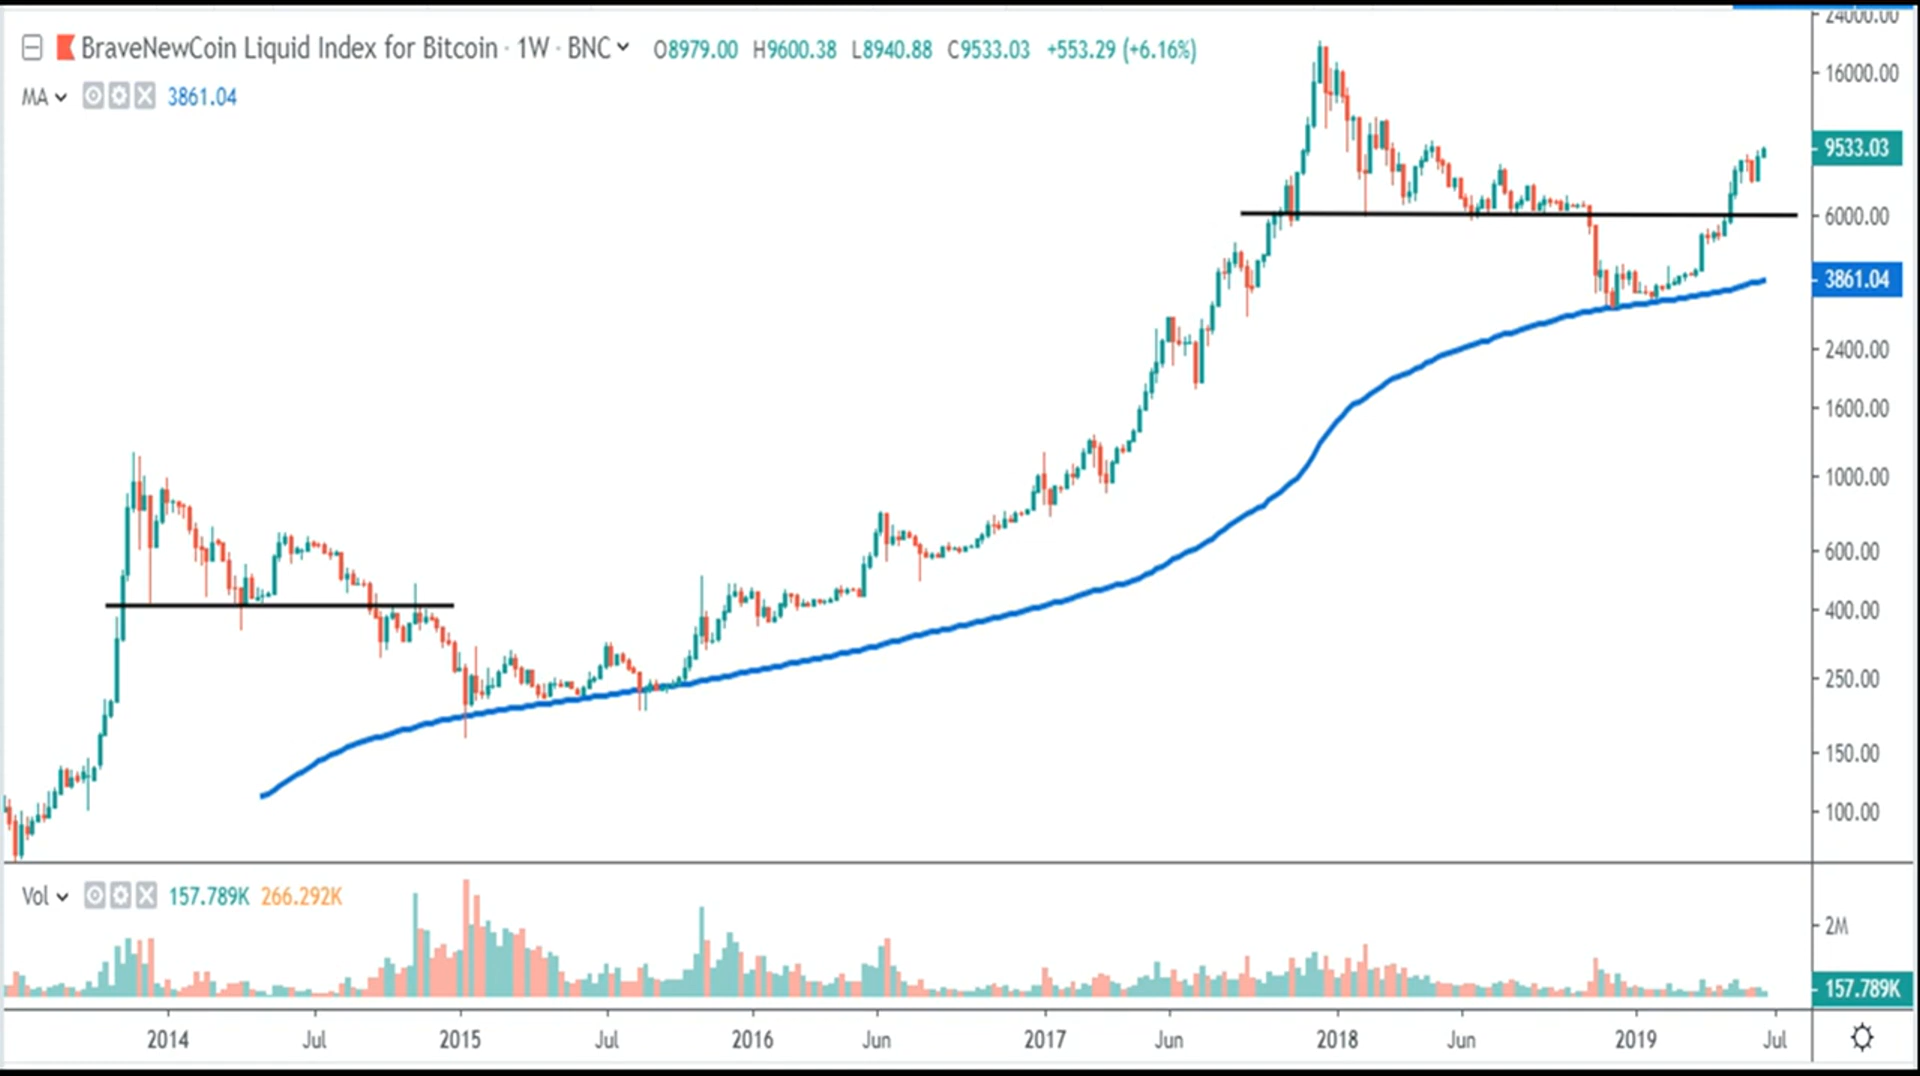 BraveNewCoin Liquid Index for Bitcoin · 1W · BNC O8979.00 H9600.38 L8940.88 C9533.03 +553.29 (+6.16%)
MA 3861.04
24000.00
16000.00
9533.03
6000.00
3861.04
2400.00
1600.00
1000.00
600.00
400.00
250.00
150.00
100.00
Vol 157.789K 266.292K
2M
157.789K
2014 Jul 2015 Jul 2016 Jun 2017 Jun 2018 Jun 2019 Jul